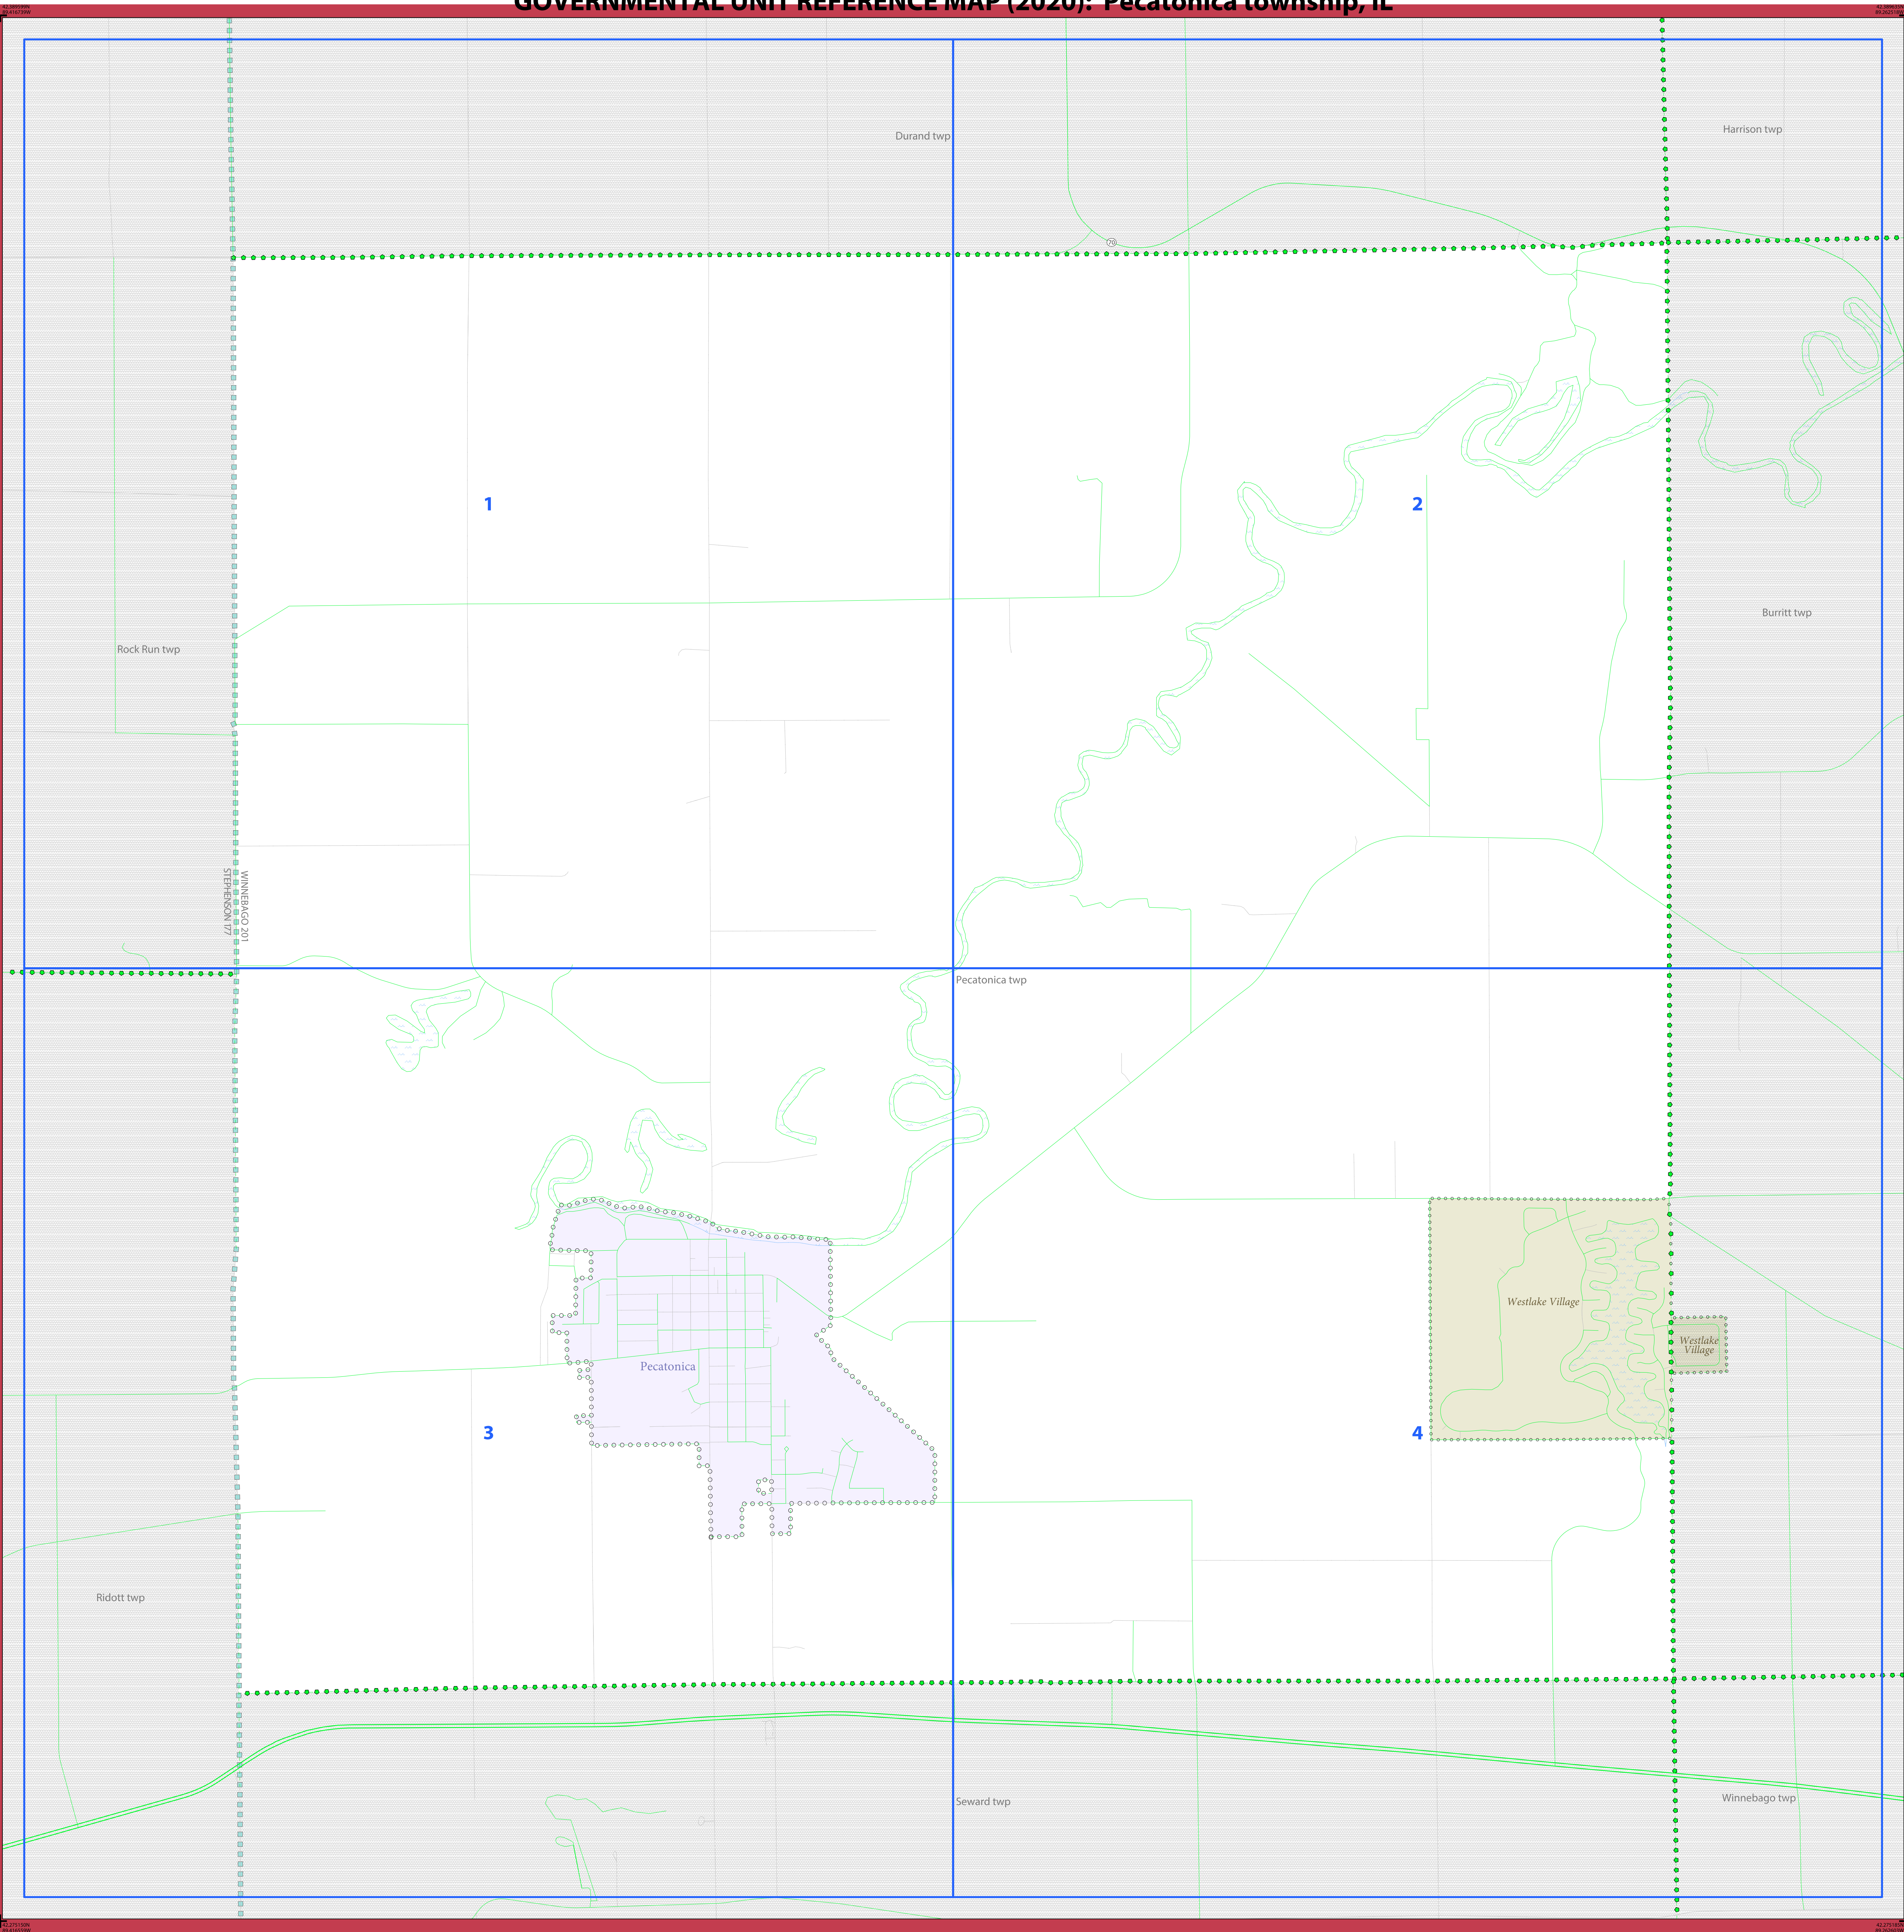 GOVERNMENTAL UNIT REFERENCE MAP (2020): Pecatonica township, IL
Durand twp
Harrison twp
70
1
2
Burritt twp
Rock Run twp
WINNEBAGO 201
STEPHENSON 177
Pecatonica twp
Westlake Village
Westlake
Village
Pecatonica
3
4
Ridott twp
Seward twp
Winnebago twp